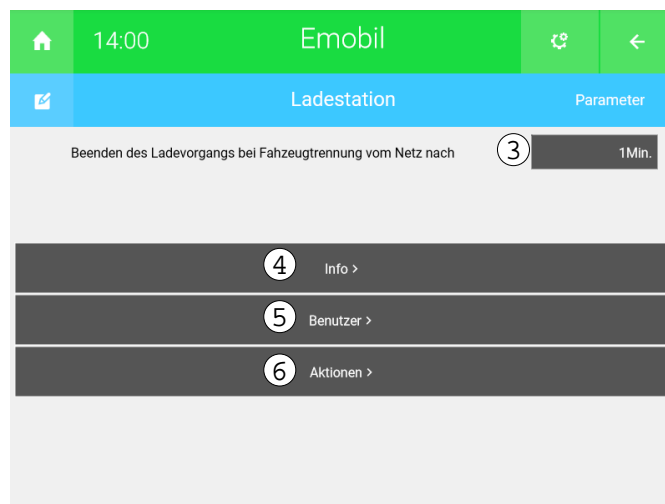 14:00 Emobil
Ladestation Parameter
Beenden des Ladevorgangs bei Fahrzeugtrennung vom Netz nach 3 1Min.
4 Info >
5 Benutzer >
6 Aktionen >